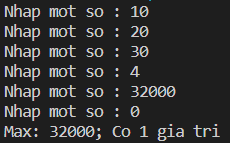 Nhap mot so : 10
Nhap mot so : 20
Nhap mot so : 30
Nhap mot so : 4
Nhap mot so : 32000
Nhap mot so : 0
Max: 32000; Co 1 gia tri